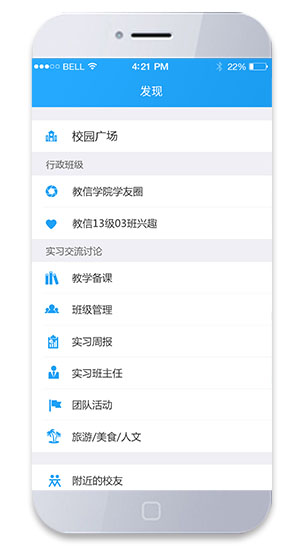 BELL 4:21 PM 22%
发现
校园广场
行政班级
教信学院学友圈
教信13级03班兴趣
实习交流讨论
教学备课
班级管理
实习周报
实习班主任
团队活动
旅游/美食/人文
附近的校友